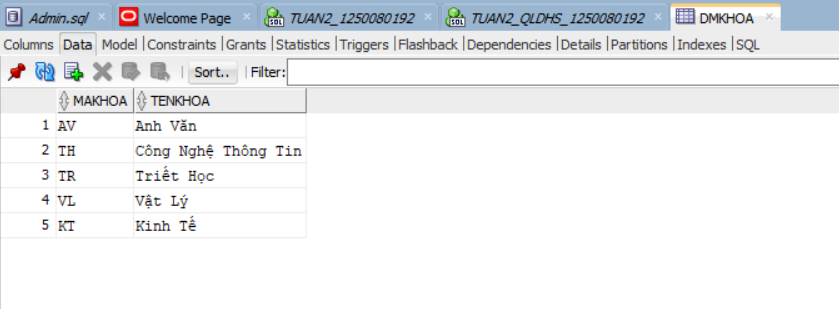 Admin.sql × Welcome Page × TUAN2_1250080192 × TUAN2_QLDHS_1250080192 × DMKHOA ×
Columns Data Model |Constraints |Grants |Statistics |Triggers |Flashback |Dependencies |Details |Partitions |Indexes |SQL
Sort.. Filter:
MAKHOA TENKHOA
1 AV Anh Văn
2 TH Công Nghệ Thông Tin
3 TR Triết Học
4 VL Vật Lý
5 KT Kinh Tế